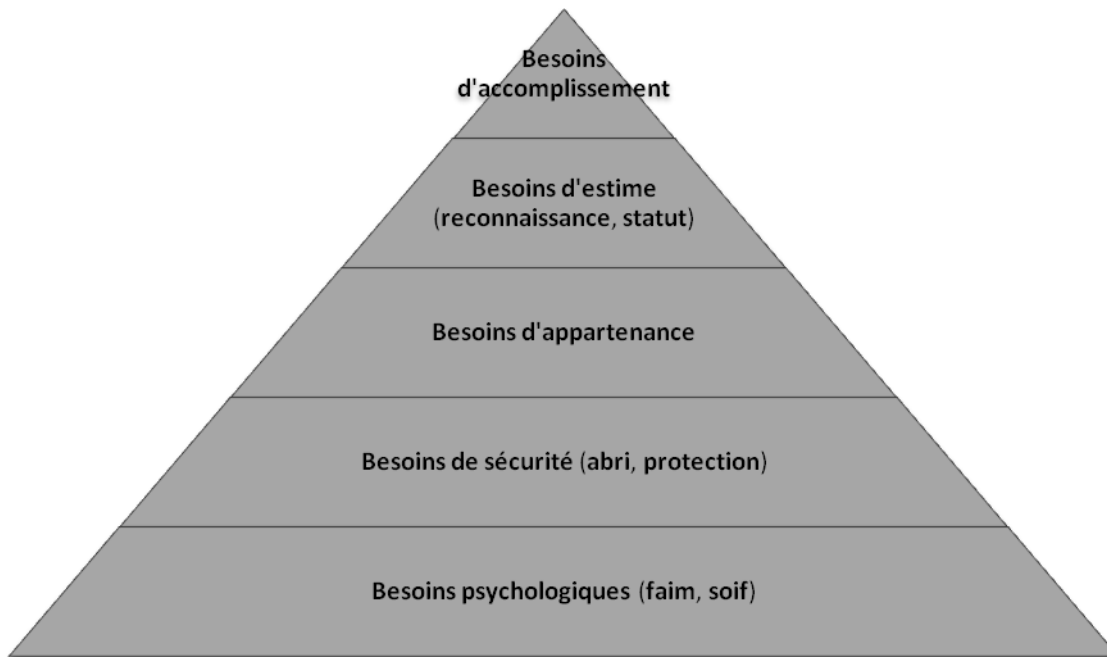 Besoins
d'accomplissement
Besoins d'estime
(reconnaissance, statut)
Besoins d'appartenance
Besoins de sécurité (abri, protection)
Besoins psychologiques (faim, soif)